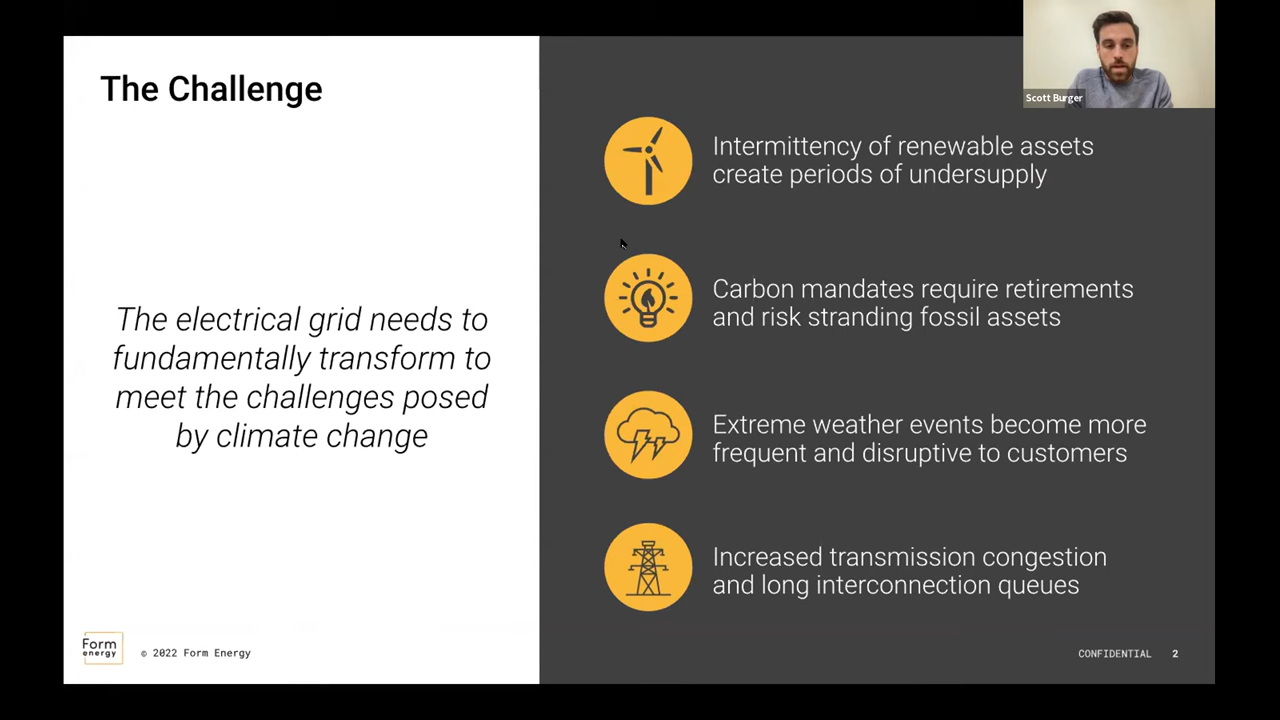 The Challenge
The electrical grid needs to
fundamentally transform to
meet the challenges posed
by climate change
Intermittency of renewable assets
create periods of undersupply
Carbon mandates require retirements
and risk stranding fossil assets
Extreme weather events become more
frequent and disruptive to customers
Increased transmission congestion
and long interconnection queues
Scott Burger
Form
energy
© 2022 Form Energy
CONFIDENTIAL 2